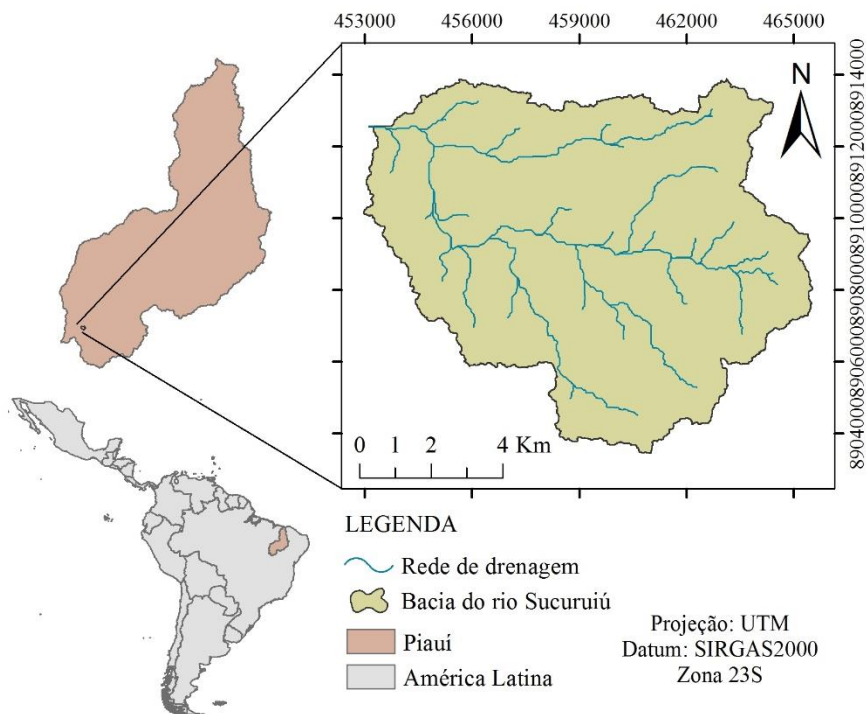 453000 456000 459000 462000 465000
8914000
8912000
8910000
8908000
8906000
8904000
N
0 1 2 4 Km
LEGENDA
Rede de drenagem
Bacia do rio Sucuruiú
Piauí
América Latina
Projeção: UTM
Datum: SIRGAS2000
Zona 23S